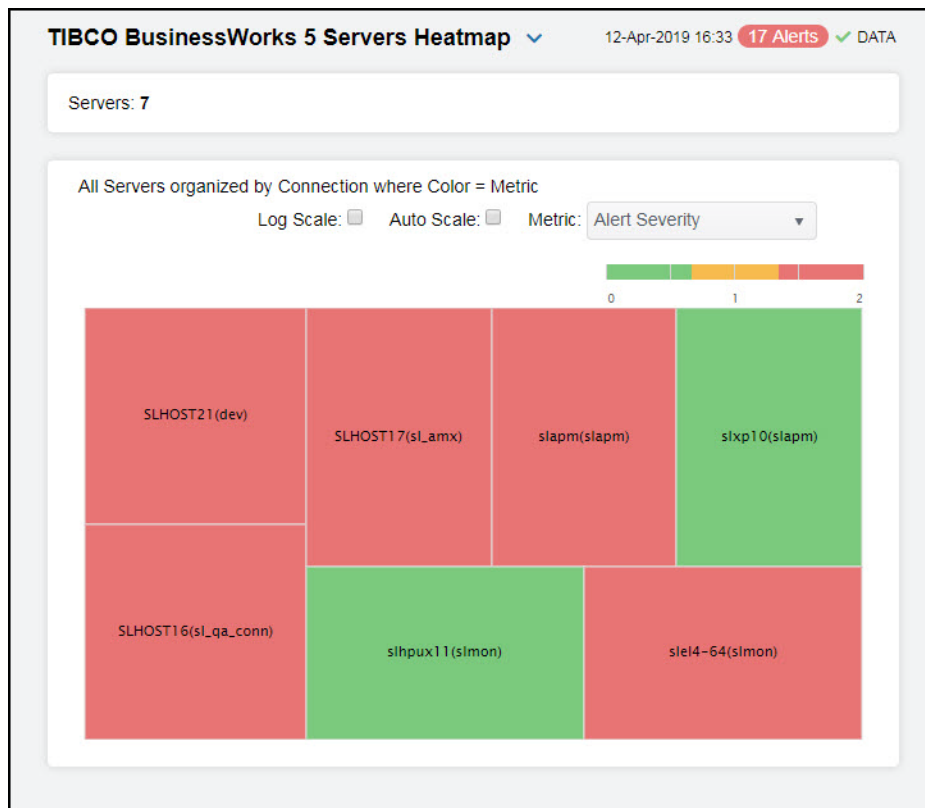 TIBCO BusinessWorks 5 Servers Heatmap 12-Apr-2019 16:33 17 Alerts DATA
Servers: 7
All Servers organized by Connection where Color = Metric
Log Scale: Auto Scale: Metric: Alert Severity
0 1 2
SLHOST21(dev)
SLHOST17(sl_amx) slapm(slapm) slxp10(slapm)
SLHOST16(sl_qa_conn)
slhpux11(slmon) slel4-64(slmon)